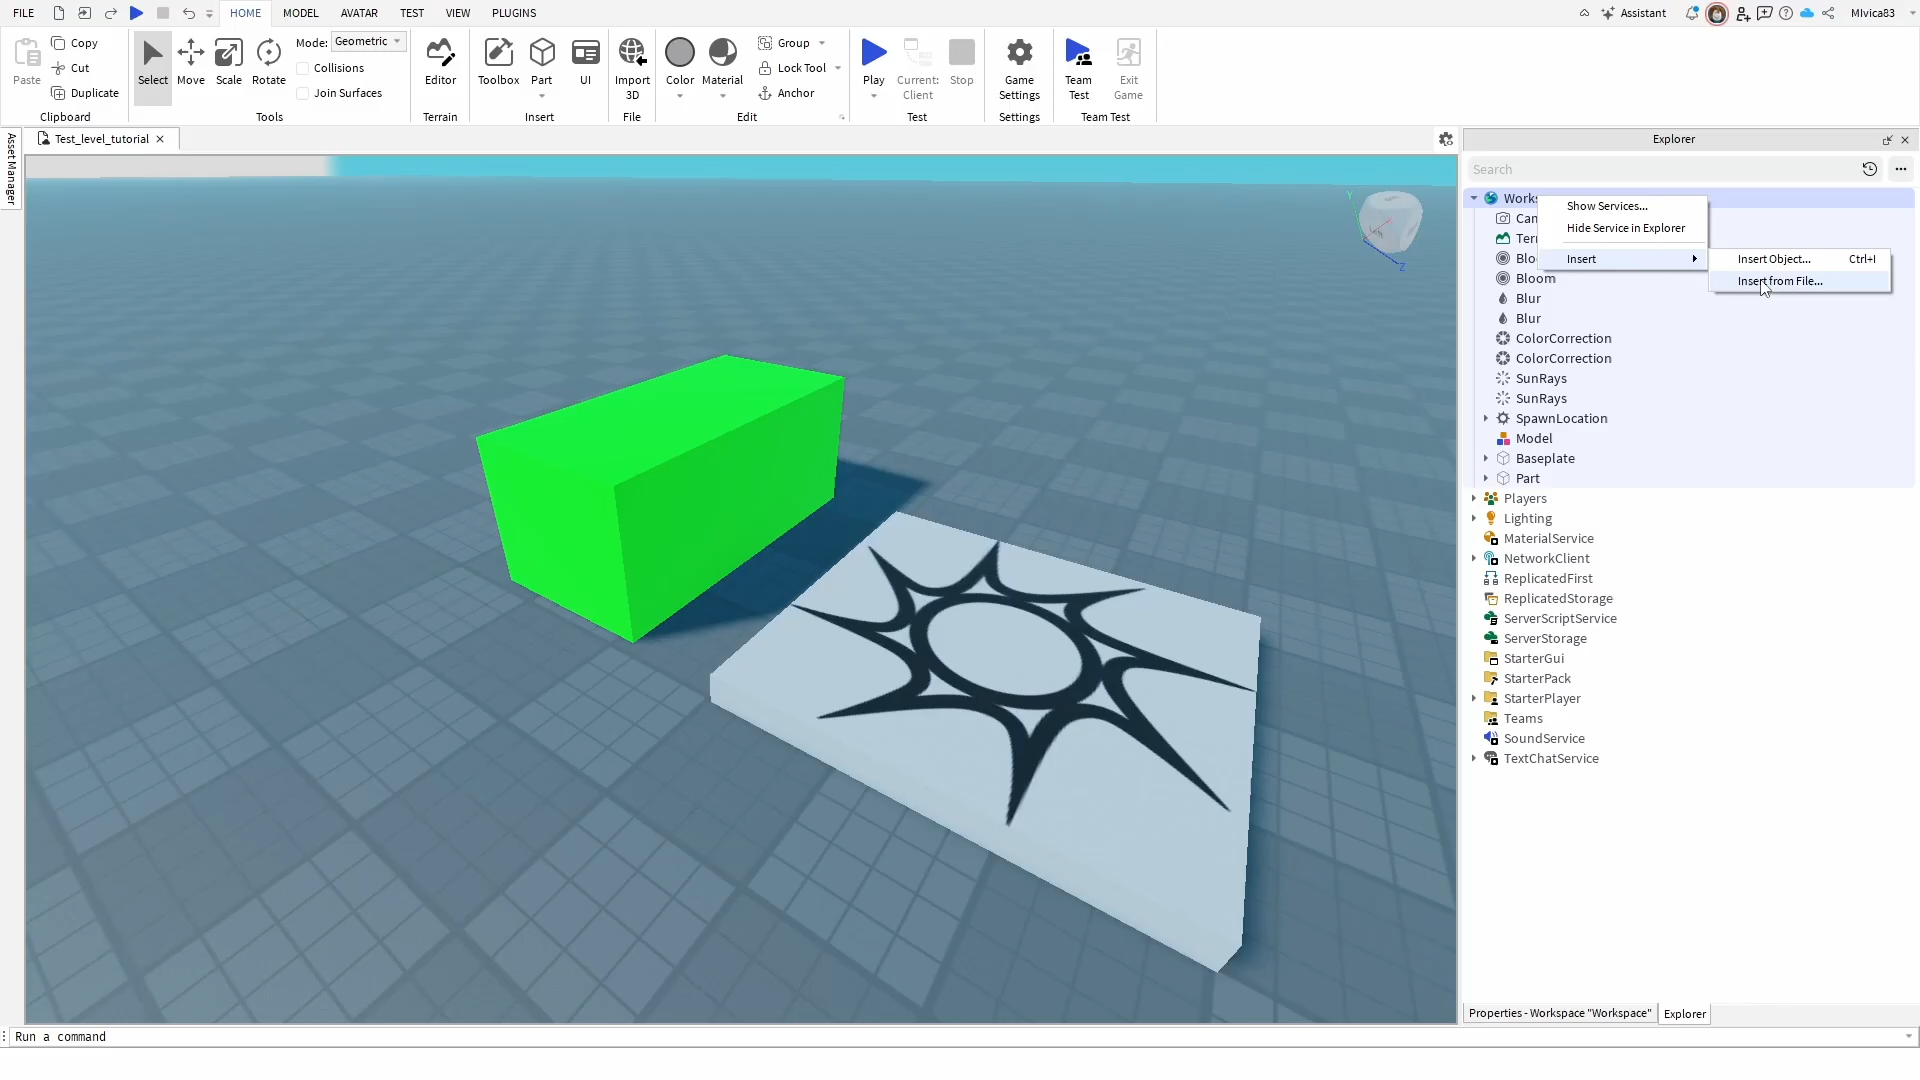 FILE HOME MODEL AVATAR TEST VIEW PLUGINS Assistant MIvica83
Paste Copy Cut Duplicate Clipboard
Select Move Scale Rotate Mode: Geometric Collisions Join Surfaces Tools
Editor Terrain
Toolbox Part UI Insert
Import 3D File
Color Material Group Lock Tool Anchor Edit
Play Current: Client Stop Test
Game Settings Settings
Team Test Exit Game Team Test
Asset Manager
Test_level_tutorial
Y
Z
Explorer
Search
Works
Show Services...
Hide Service in Explorer
Insert
Insert Object... Ctrl+I
Insert from File...
Cam
Terr
Bloo
Bloom
Blur
Blur
ColorCorrection
ColorCorrection
SunRays
SunRays
SpawnLocation
Model
Baseplate
Part
Players
Lighting
MaterialService
NetworkClient
ReplicatedFirst
ReplicatedStorage
ServerScriptService
ServerStorage
StarterGui
StarterPack
StarterPlayer
Teams
SoundService
TextChatService
Properties - Workspace "Workspace" Explorer
Run a command